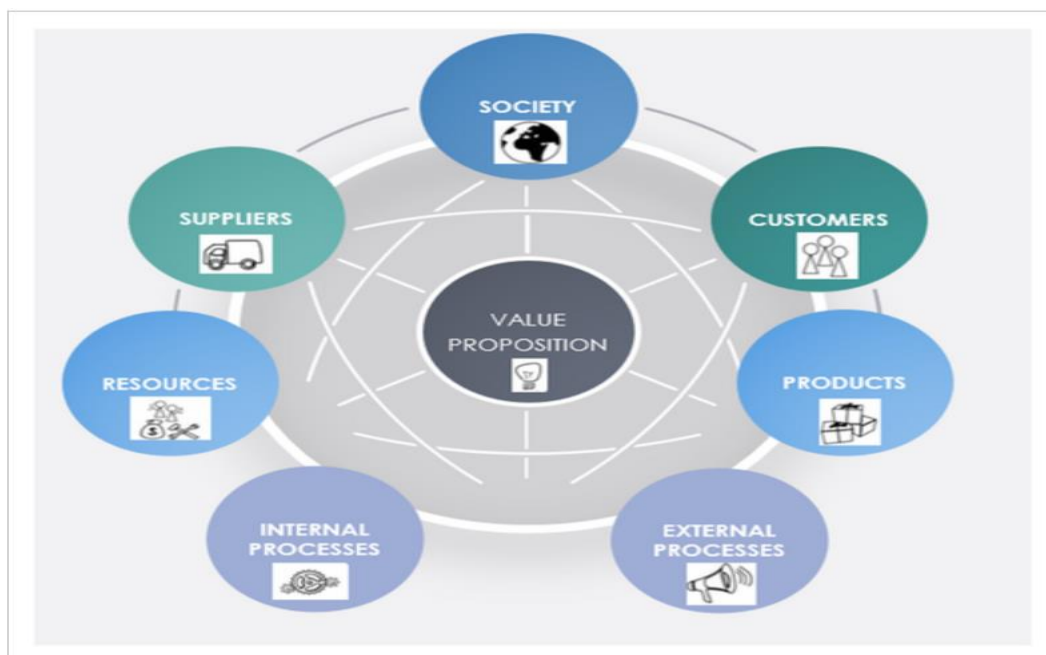 SOCIETY
SUPPLIERS
CUSTOMERS
VALUE
PROPOSITION
RESOURCES
PRODUCTS
INTERNAL
PROCESSES
EXTERNAL
PROCESSES